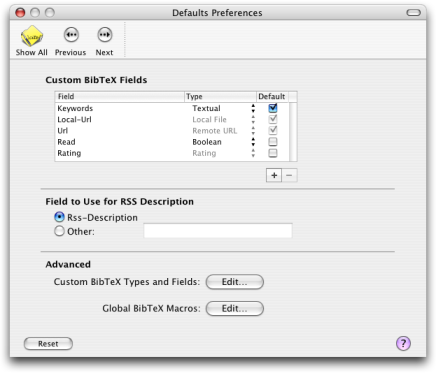 Defaults Preferences
Show All Previous Next
Custom BibTeX Fields
Field Type Default
Keywords Textual
Local-Url Local File
Url Remote URL
Read Boolean
Rating Rating
+ −
Field to Use for RSS Description
Rss-Description
Other:
Advanced
Custom BibTeX Types and Fields: Edit...
Global BibTeX Macros: Edit...
Reset ?